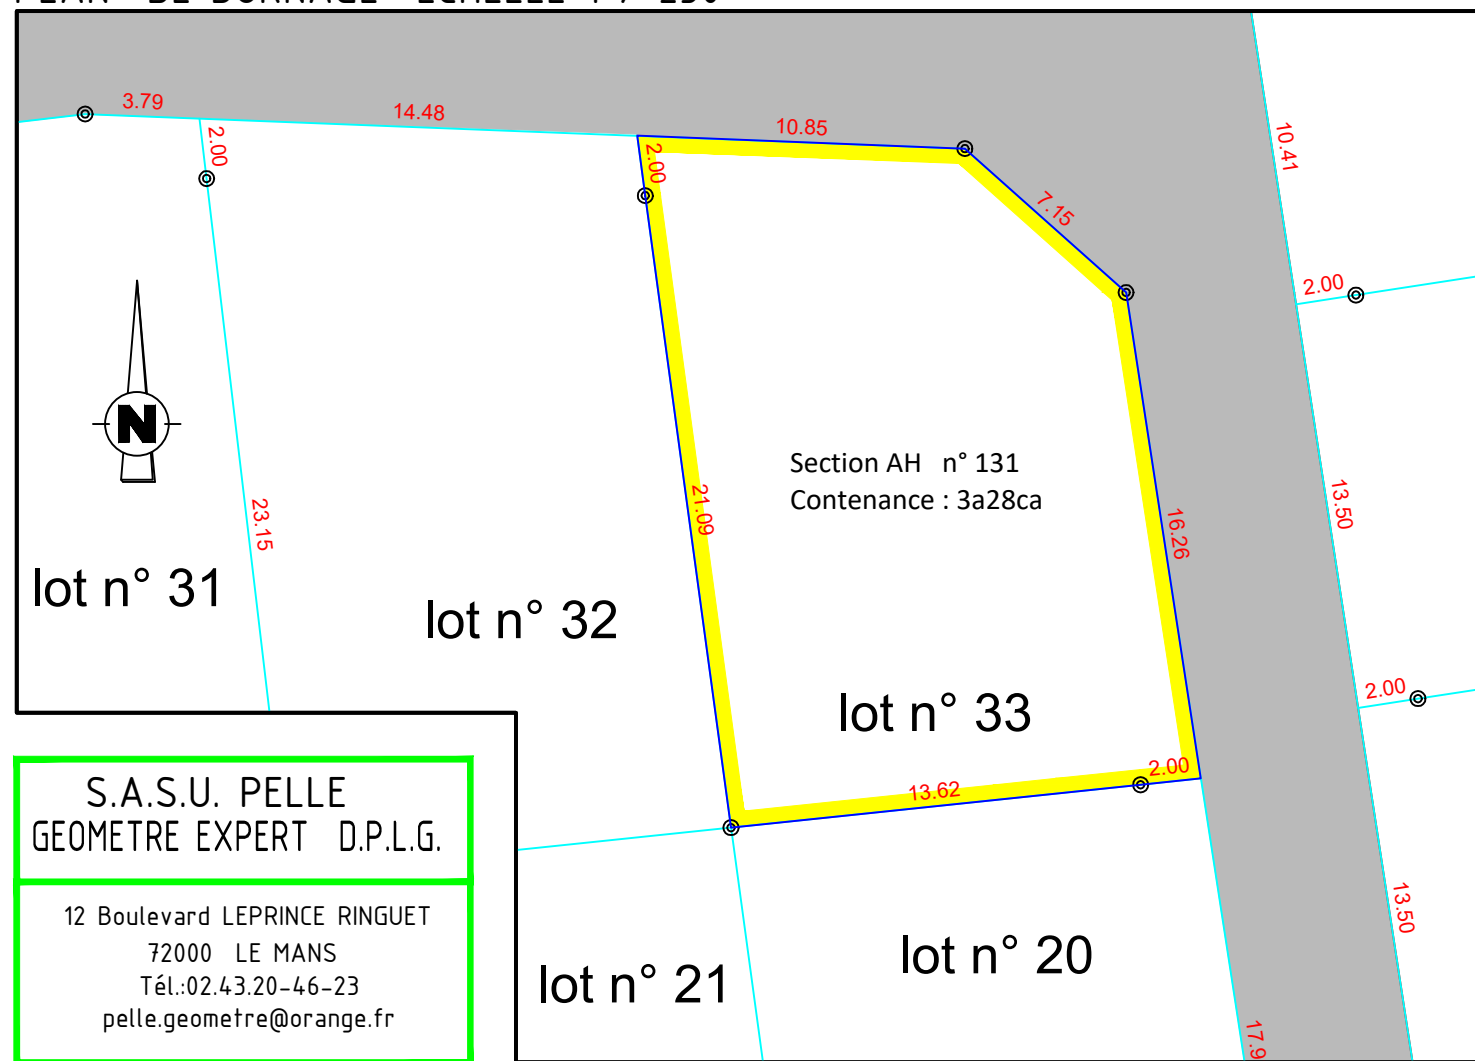 3.79
14.48
10.85
2.00
2.00
7.15
10.41
2.00
N
Section AH n° 131
Contenance : 3a28ca
23.15
21.09
16.26
13.50
lot n° 31
lot n° 32
lot n° 33
2.00
2.00
13.62
S.A.S.U. PELLE
GEOMETRE EXPERT D.P.L.G.
12 Boulevard LEPRINCE RINGUET
72000 LE MANS
Tél.:02.43.20-46-23
pelle.geometre@orange.fr
13.50
lot n° 21
lot n° 20
17.9